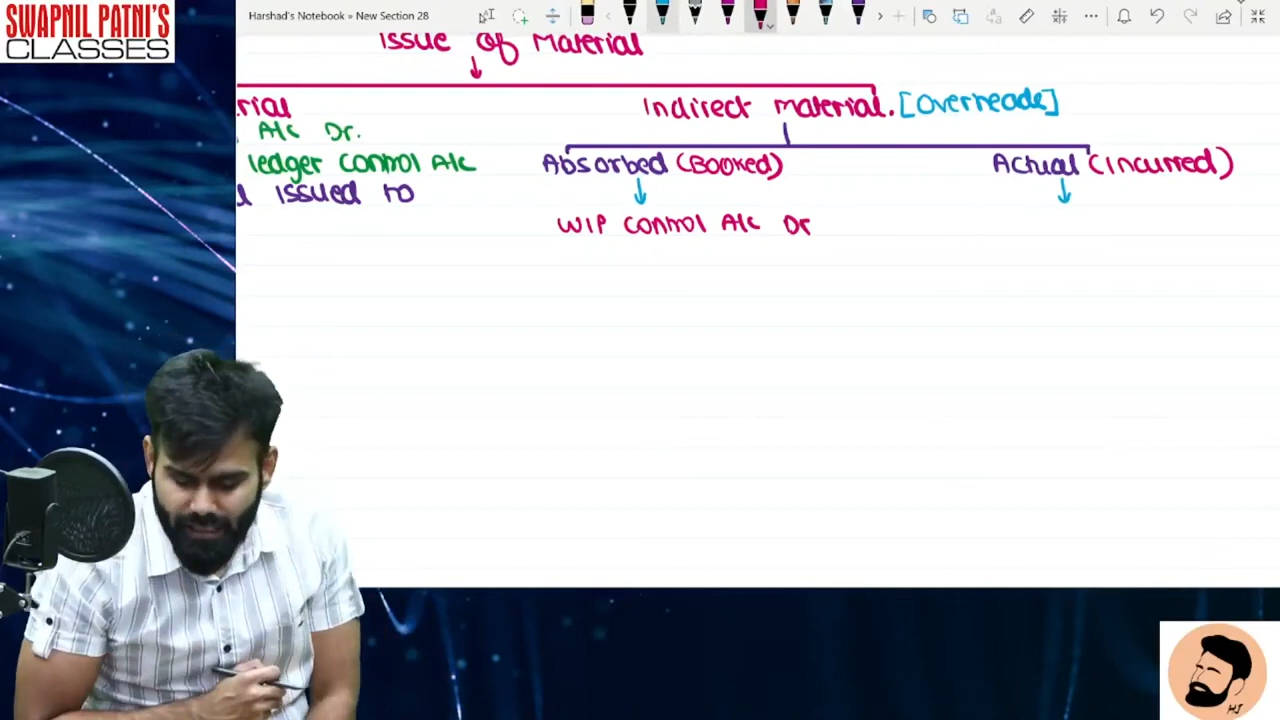 SWAPNIL PATNI'S
CLASSES
Harshad's Notebook » New Section 28
Issue of Material
rial
Indirect material. [Overheads]
A/c Dr.
ledger control A/c
Absorbed (Booked)
Actual (Incurred)
l issued to
WIP control A/c Dr
HJ